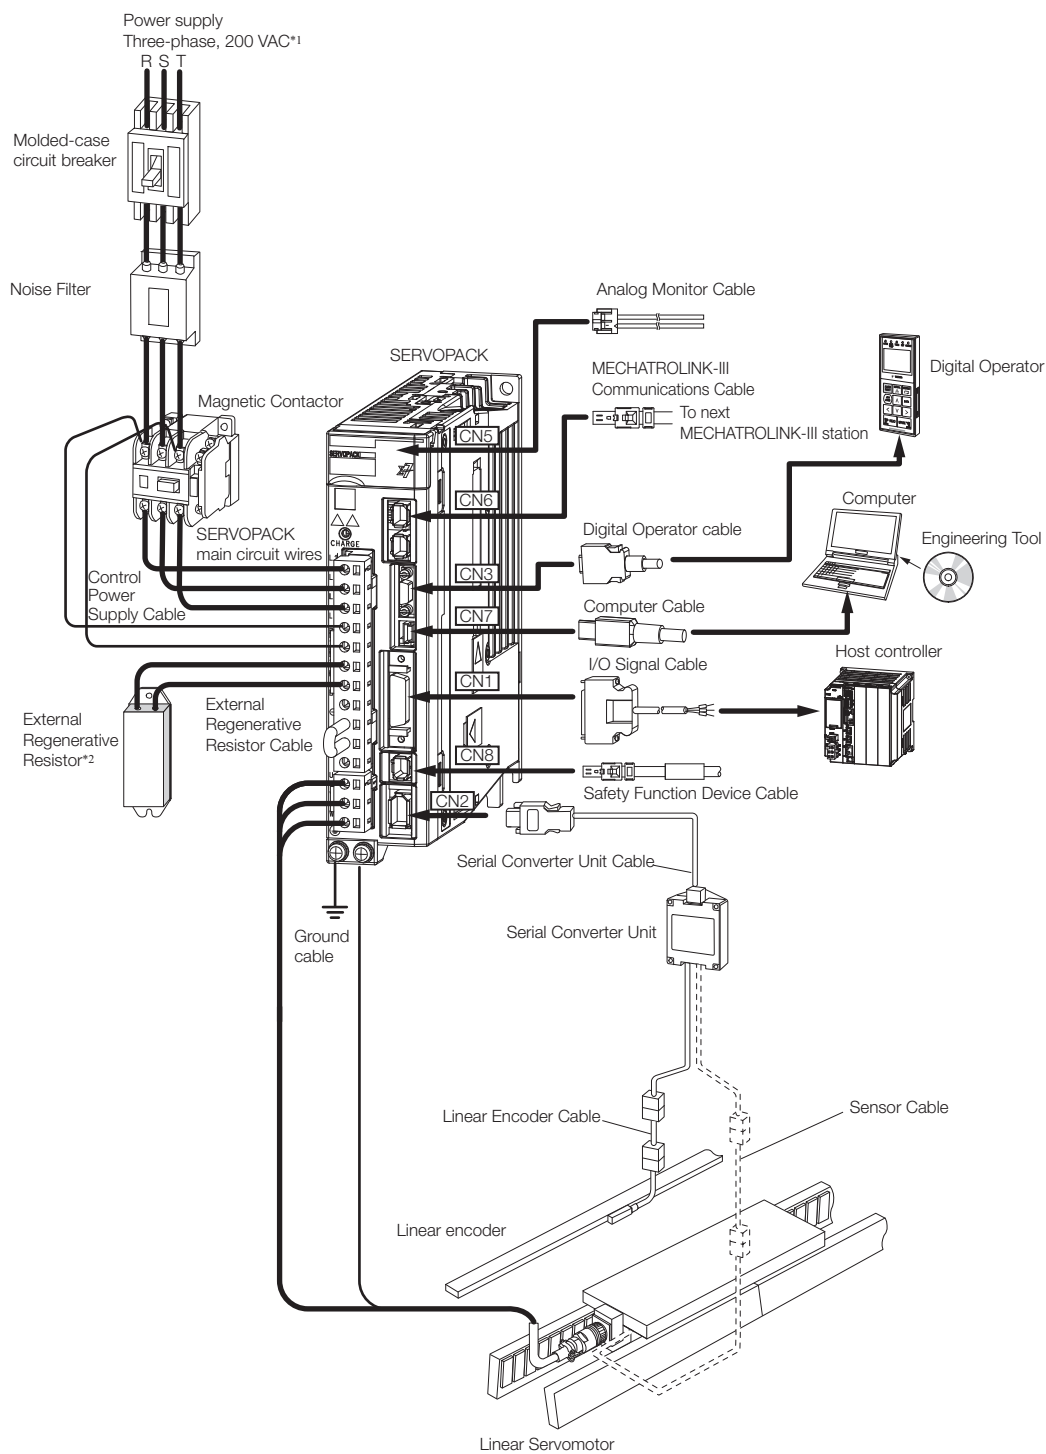 Power supply
Three-phase, 200 VAC*1
R S T
Molded-case
circuit breaker
Noise Filter
Analog Monitor Cable
SERVOPACK
MECHATROLINK-III
Communications Cable
Digital Operator
Magnetic Contactor
To next
MECHATROLINK-III station
CN5
SERVOPACK
CN6
Computer
SERVOPACK
main circuit wires
CHARGE
Digital Operator cable
Engineering Tool
CN3
Control
Power
Supply Cable
CN7
Computer Cable
Host controller
I/O Signal Cable
CN1
External
Regenerative
Resistor*2
External
Regenerative
Resistor Cable
CN8
Safety Function Device Cable
CN2
Serial Converter Unit Cable
Serial Converter Unit
Ground
cable
Linear Encoder Cable
Sensor Cable
Linear encoder
Linear Servomotor